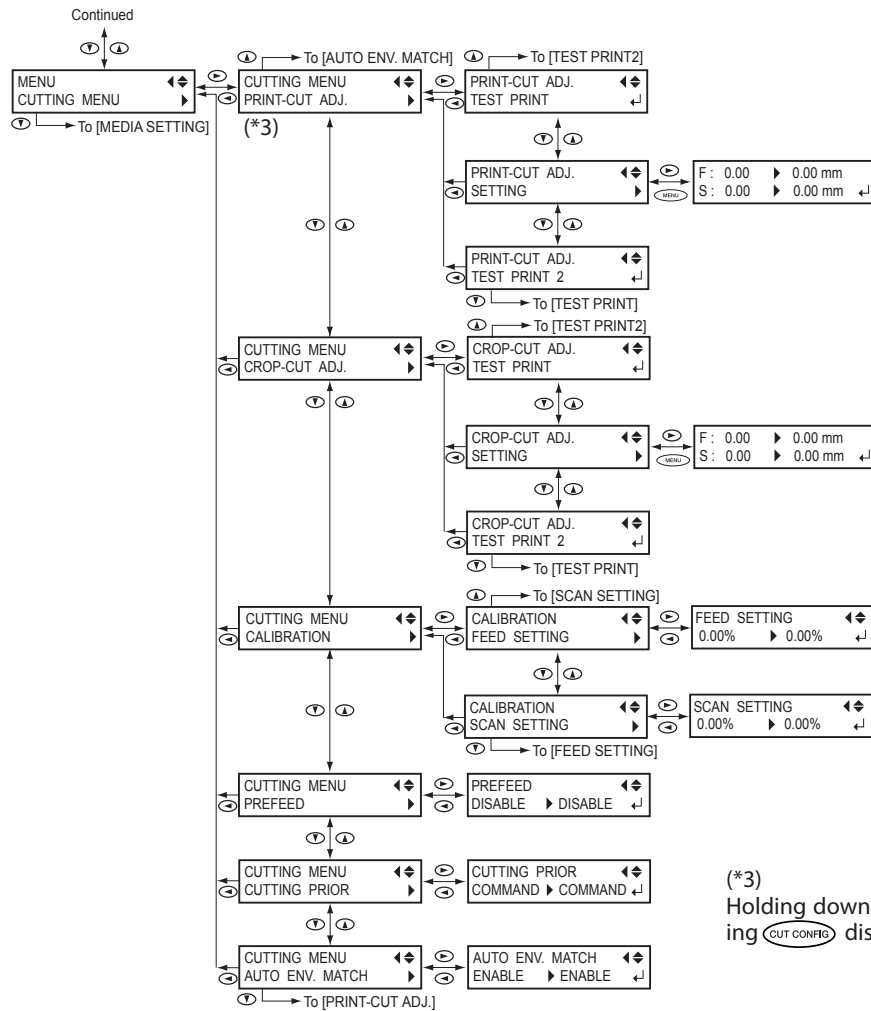 Continued
To [AUTO ENV. MATCH]
To [TEST PRINT2]
MENU
CUTTING MENU
To [MEDIA SETTING]
CUTTING MENU
PRINT-CUT ADJ.
(*3)
PRINT-CUT ADJ.
TEST PRINT
PRINT-CUT ADJ.
SETTING
MENU
F : 0.00 0.00 mm
S : 0.00 0.00 mm
PRINT-CUT ADJ.
TEST PRINT 2
To [TEST PRINT]
To [TEST PRINT2]
CUTTING MENU
CROP-CUT ADJ.
CROP-CUT ADJ.
TEST PRINT
CROP-CUT ADJ.
SETTING
MENU
F : 0.00 0.00 mm
S : 0.00 0.00 mm
CROP-CUT ADJ.
TEST PRINT 2
To [TEST PRINT]
To [SCAN SETTING]
CUTTING MENU
CALIBRATION
CALIBRATION
FEED SETTING
FEED SETTING
0.00% 0.00%
CALIBRATION
SCAN SETTING
SCAN SETTING
0.00% 0.00%
To [FEED SETTING]
CUTTING MENU
PREFEED
PREFEED
DISABLE DISABLE
CUTTING MENU
CUTTING PRIOR
CUTTING PRIOR
COMMAND COMMAND
CUTTING MENU
AUTO ENV. MATCH
AUTO ENV. MATCH
ENABLE ENABLE
To [PRINT-CUT ADJ.]
(*3)
Holding down
ing CUT CONFIG dis